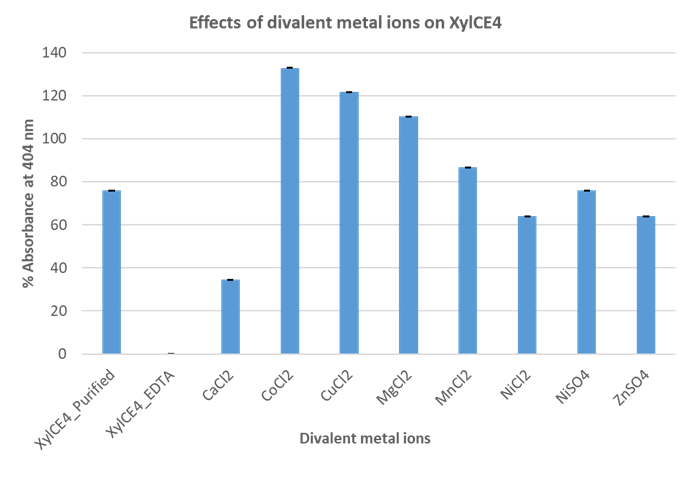 Effects of divalent metal ions on XylCE4
% Absorbance at 404 nm
140
120
100
80
60
40
20
0
XylCE4_Purified
XylCE4_EDTA
CaCl2
CoCl2
CuCl2
MgCl2
MnCl2
NiCl2
NiSO4
ZnSO4
Divalent metal ions